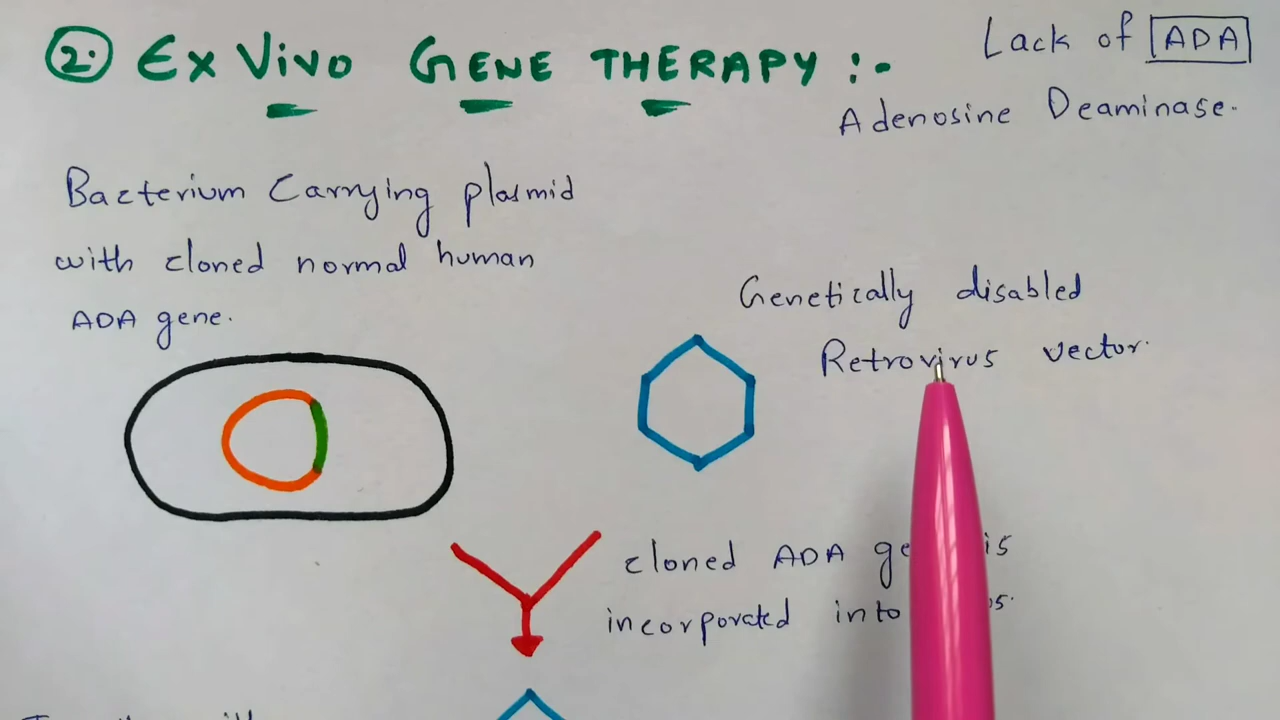 2. Ex Vivo GENE THERAPY :-
Lack of ADA
Adenosine Deaminase.
Bacterium Carrying plasmid
with cloned normal human
ADA gene.
Genetically disabled
Retrovirus vector.
cloned ADA is
incorporated into